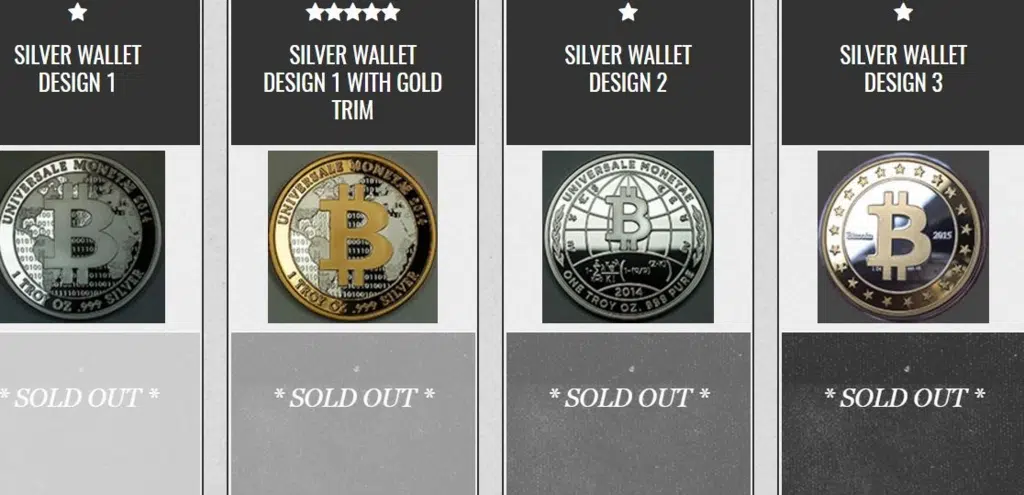 SILVER WALLET
DESIGN 1
SILVER WALLET
DESIGN 1 WITH GOLD
TRIM
SILVER WALLET
DESIGN 2
SILVER WALLET
DESIGN 3
UNIVERSALE MONETAE 2014
1 TROY OZ. .999 SILVER
UNIVERSALE MONETAE 2014
1 TROY OZ. .999 SILVER
UNIVERSALE MONETAE
2014
ONE TROY OZ. 999 PURE
2015
* SOLD OUT *
* SOLD OUT *
* SOLD OUT *
* SOLD OUT *